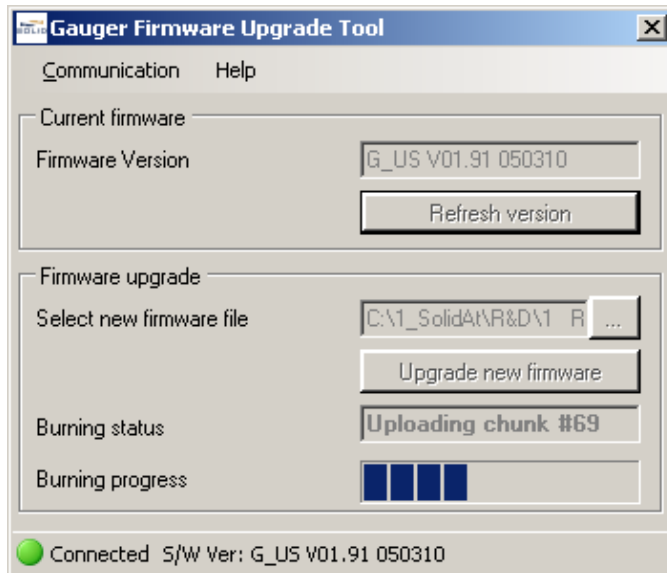 SOLID Gauger Firmware Upgrade Tool
Communication Help
Current firmware
Firmware Version G_US V01.91 050310
Refresh version
Firmware upgrade
Select new firmware file C:\1_SolidAt\R&D\1 R ...
Upgrade new firmware
Burning status Uploading chunk #69
Burning progress
Connected S/W Ver: G_US V01.91 050310